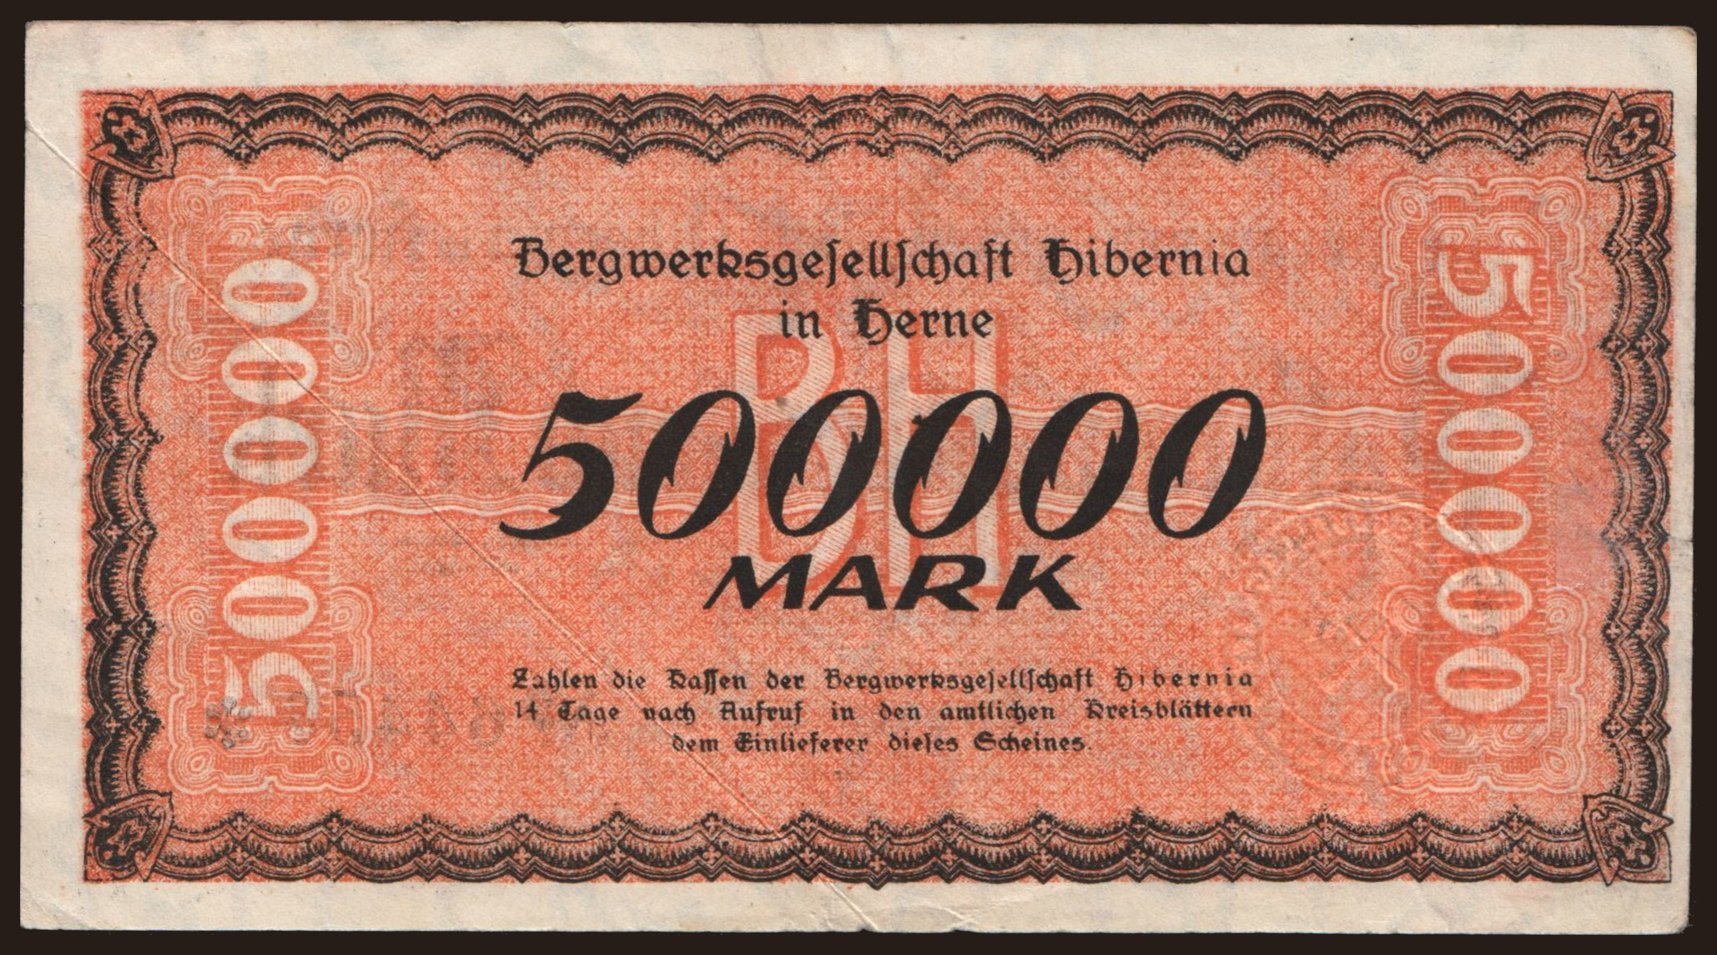 Bergwerksgesellschaft Hibernia
in Herne
BH
500000
MARK
500000
500000
Zahlen die Kassen der Bergwerksgesellschaft Hibernia
14 Tage nach Aufruf in den amtlichen Kreisblättern
dem Einlieferer dieses Scheines.